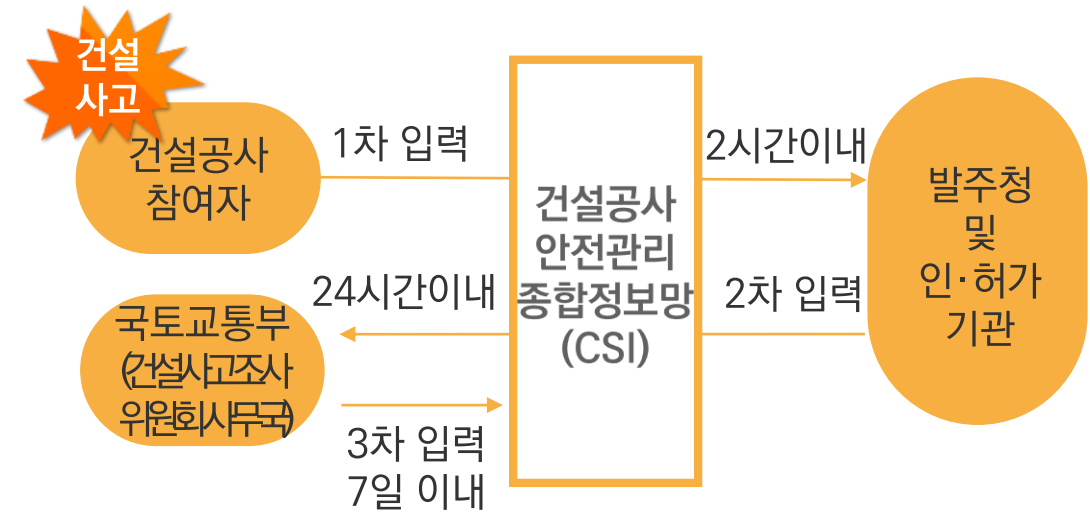 건설
사고
건설공사
참여자
1차 입력
2시간이내
건설공사
안전관리
종합정보망
(CSI)
발주청
및
인·허가
기관
24시간이내
2차 입력
국토교통부
(건설사고조사
위원회사무국)
3차 입력
7일 이내